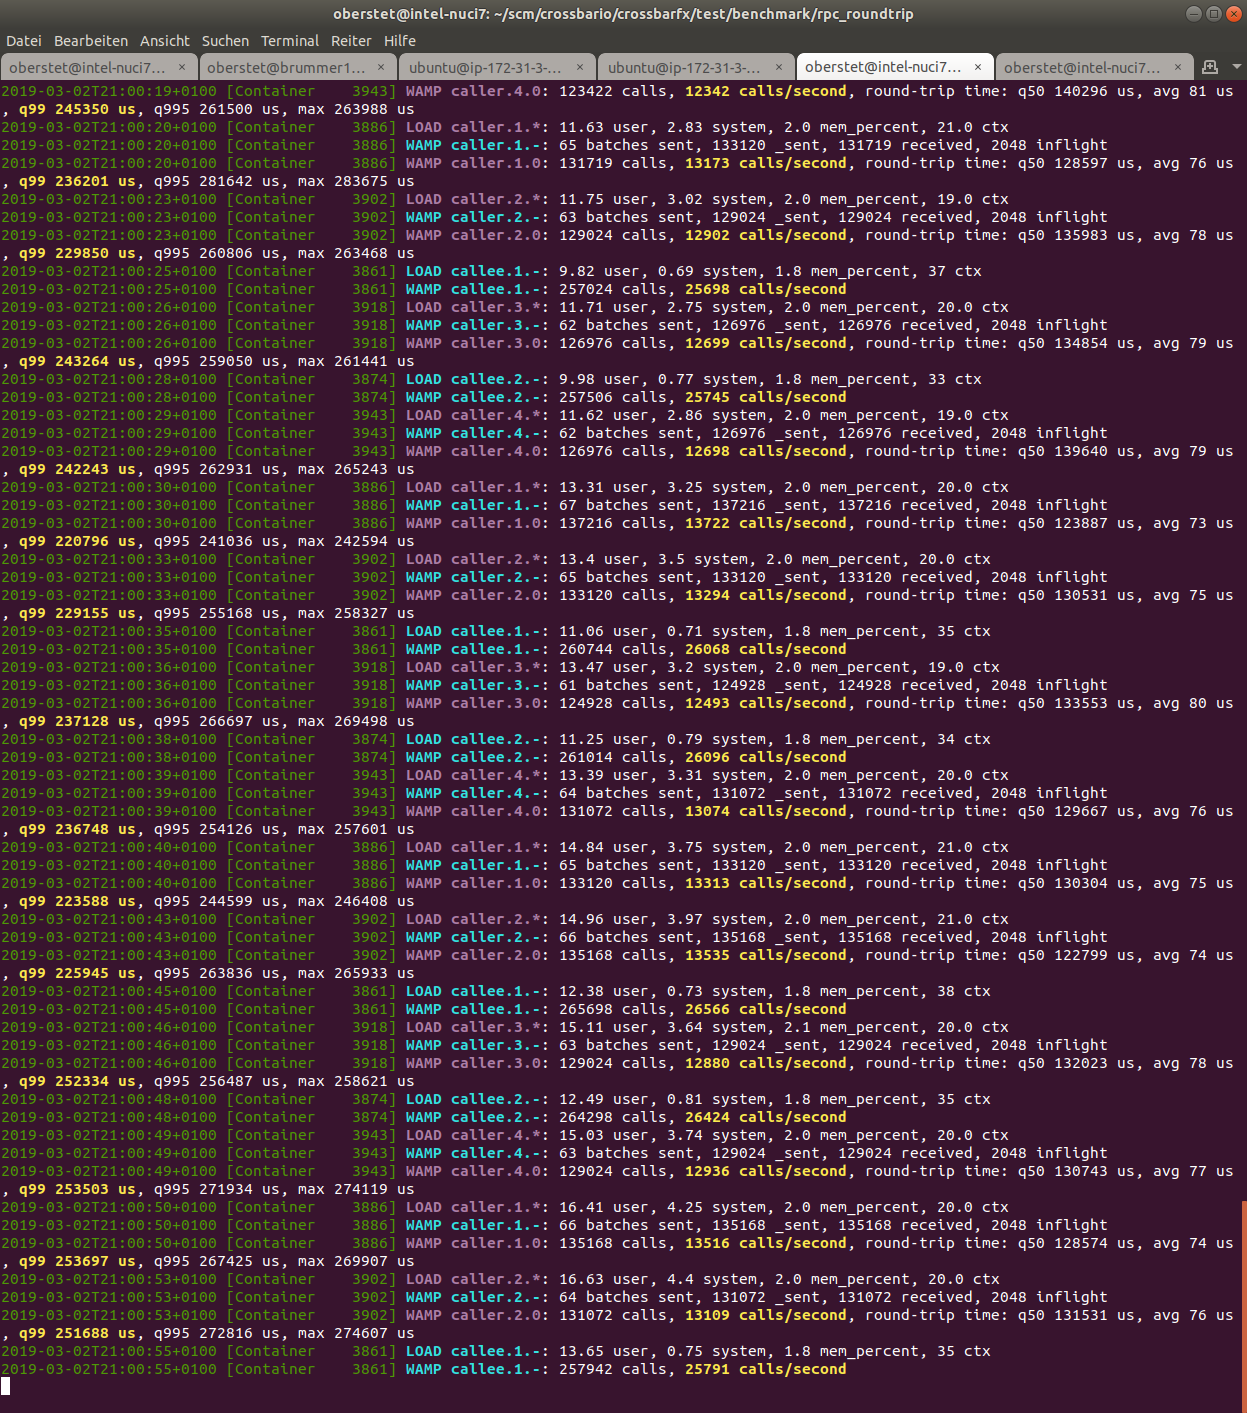 oberstet@intel-nuci7: ~/scm/crossbario/crossbarfx/test/benchmark/rpc_roundtrip
Datei Bearbeiten Ansicht Suchen Terminal Reiter Hilfe
oberstet@intel-nuci7... × oberstet@brummer1... × ubuntu@ip-172-31-3-... × ubuntu@ip-172-31-3-... × oberstet@intel-nuci7... × oberstet@intel-nuci7... ×
2019-03-02T21:00:19+0100 [Container    3943] WAMP caller.4.0: 123422 calls, 12342 calls/second, round-trip time: q50 140296 us, avg 81 us
, q99 245350 us, q995 261500 us, max 263988 us
2019-03-02T21:00:20+0100 [Container    3886] LOAD caller.1.*: 11.63 user, 2.83 system, 2.0 mem_percent, 21.0 ctx
2019-03-02T21:00:20+0100 [Container    3886] WAMP caller.1.-: 65 batches sent, 133120 _sent, 131719 received, 2048 inflight
2019-03-02T21:00:20+0100 [Container    3886] WAMP caller.1.0: 131719 calls, 13173 calls/second, round-trip time: q50 128597 us, avg 76 us
, q99 236201 us, q995 281642 us, max 283675 us
2019-03-02T21:00:23+0100 [Container    3902] LOAD caller.2.*: 11.75 user, 3.02 system, 2.0 mem_percent, 19.0 ctx
2019-03-02T21:00:23+0100 [Container    3902] WAMP caller.2.-: 63 batches sent, 129024 _sent, 129024 received, 2048 inflight
2019-03-02T21:00:23+0100 [Container    3902] WAMP caller.2.0: 129024 calls, 12902 calls/second, round-trip time: q50 135983 us, avg 78 us
, q99 229850 us, q995 260806 us, max 263468 us
2019-03-02T21:00:25+0100 [Container    3861] LOAD callee.1.-: 9.82 user, 0.69 system, 1.8 mem_percent, 37 ctx
2019-03-02T21:00:25+0100 [Container    3861] WAMP callee.1.-: 257024 calls, 25698 calls/second
2019-03-02T21:00:26+0100 [Container    3918] LOAD caller.3.*: 11.71 user, 2.75 system, 2.0 mem_percent, 20.0 ctx
2019-03-02T21:00:26+0100 [Container    3918] WAMP caller.3.-: 62 batches sent, 126976 _sent, 126976 received, 2048 inflight
2019-03-02T21:00:26+0100 [Container    3918] WAMP caller.3.0: 126976 calls, 12699 calls/second, round-trip time: q50 134854 us, avg 79 us
, q99 243264 us, q995 259050 us, max 261441 us
2019-03-02T21:00:28+0100 [Container    3874] LOAD callee.2.-: 9.98 user, 0.77 system, 1.8 mem_percent, 33 ctx
2019-03-02T21:00:28+0100 [Container    3874] WAMP callee.2.-: 257506 calls, 25745 calls/second
2019-03-02T21:00:29+0100 [Container    3943] LOAD caller.4.*: 11.62 user, 2.86 system, 2.0 mem_percent, 19.0 ctx
2019-03-02T21:00:29+0100 [Container    3943] WAMP caller.4.-: 62 batches sent, 126976 _sent, 126976 received, 2048 inflight
2019-03-02T21:00:29+0100 [Container    3943] WAMP caller.4.0: 126976 calls, 12698 calls/second, round-trip time: q50 139640 us, avg 79 us
, q99 242243 us, q995 262931 us, max 265243 us
2019-03-02T21:00:30+0100 [Container    3886] LOAD caller.1.*: 13.31 user, 3.25 system, 2.0 mem_percent, 20.0 ctx
2019-03-02T21:00:30+0100 [Container    3886] WAMP caller.1.-: 67 batches sent, 137216 _sent, 137216 received, 2048 inflight
2019-03-02T21:00:30+0100 [Container    3886] WAMP caller.1.0: 137216 calls, 13722 calls/second, round-trip time: q50 123887 us, avg 73 us
, q99 220796 us, q995 241036 us, max 242594 us
2019-03-02T21:00:33+0100 [Container    3902] LOAD caller.2.*: 13.4 user, 3.5 system, 2.0 mem_percent, 20.0 ctx
2019-03-02T21:00:33+0100 [Container    3902] WAMP caller.2.-: 65 batches sent, 133120 _sent, 133120 received, 2048 inflight
2019-03-02T21:00:33+0100 [Container    3902] WAMP caller.2.0: 133120 calls, 13294 calls/second, round-trip time: q50 130531 us, avg 75 us
, q99 229155 us, q995 255168 us, max 258327 us
2019-03-02T21:00:35+0100 [Container    3861] LOAD callee.1.-: 11.06 user, 0.71 system, 1.8 mem_percent, 35 ctx
2019-03-02T21:00:35+0100 [Container    3861] WAMP callee.1.-: 260744 calls, 26068 calls/second
2019-03-02T21:00:36+0100 [Container    3918] LOAD caller.3.*: 13.47 user, 3.2 system, 2.0 mem_percent, 19.0 ctx
2019-03-02T21:00:36+0100 [Container    3918] WAMP caller.3.-: 61 batches sent, 124928 _sent, 124928 received, 2048 inflight
2019-03-02T21:00:36+0100 [Container    3918] WAMP caller.3.0: 124928 calls, 12493 calls/second, round-trip time: q50 133553 us, avg 80 us
, q99 237128 us, q995 266697 us, max 269498 us
2019-03-02T21:00:38+0100 [Container    3874] LOAD callee.2.-: 11.25 user, 0.79 system, 1.8 mem_percent, 34 ctx
2019-03-02T21:00:38+0100 [Container    3874] WAMP callee.2.-: 261014 calls, 26096 calls/second
2019-03-02T21:00:39+0100 [Container    3943] LOAD caller.4.*: 13.39 user, 3.31 system, 2.0 mem_percent, 20.0 ctx
2019-03-02T21:00:39+0100 [Container    3943] WAMP caller.4.-: 64 batches sent, 131072 _sent, 131072 received, 2048 inflight
2019-03-02T21:00:39+0100 [Container    3943] WAMP caller.4.0: 131072 calls, 13074 calls/second, round-trip time: q50 129667 us, avg 76 us
, q99 236748 us, q995 254126 us, max 257601 us
2019-03-02T21:00:40+0100 [Container    3886] LOAD caller.1.*: 14.84 user, 3.75 system, 2.0 mem_percent, 21.0 ctx
2019-03-02T21:00:40+0100 [Container    3886] WAMP caller.1.-: 65 batches sent, 133120 _sent, 133120 received, 2048 inflight
2019-03-02T21:00:40+0100 [Container    3886] WAMP caller.1.0: 133120 calls, 13313 calls/second, round-trip time: q50 130304 us, avg 75 us
, q99 223588 us, q995 244599 us, max 246408 us
2019-03-02T21:00:43+0100 [Container    3902] LOAD caller.2.*: 14.96 user, 3.97 system, 2.0 mem_percent, 21.0 ctx
2019-03-02T21:00:43+0100 [Container    3902] WAMP caller.2.-: 66 batches sent, 135168 _sent, 135168 received, 2048 inflight
2019-03-02T21:00:43+0100 [Container    3902] WAMP caller.2.0: 135168 calls, 13535 calls/second, round-trip time: q50 122799 us, avg 74 us
, q99 225945 us, q995 263836 us, max 265933 us
2019-03-02T21:00:45+0100 [Container    3861] LOAD callee.1.-: 12.38 user, 0.73 system, 1.8 mem_percent, 38 ctx
2019-03-02T21:00:45+0100 [Container    3861] WAMP callee.1.-: 265698 calls, 26566 calls/second
2019-03-02T21:00:46+0100 [Container    3918] LOAD caller.3.*: 15.11 user, 3.64 system, 2.1 mem_percent, 20.0 ctx
2019-03-02T21:00:46+0100 [Container    3918] WAMP caller.3.-: 63 batches sent, 129024 _sent, 129024 received, 2048 inflight
2019-03-02T21:00:46+0100 [Container    3918] WAMP caller.3.0: 129024 calls, 12880 calls/second, round-trip time: q50 132023 us, avg 78 us
, q99 252334 us, q995 256487 us, max 258621 us
2019-03-02T21:00:48+0100 [Container    3874] LOAD callee.2.-: 12.49 user, 0.81 system, 1.8 mem_percent, 35 ctx
2019-03-02T21:00:48+0100 [Container    3874] WAMP callee.2.-: 264298 calls, 26424 calls/second
2019-03-02T21:00:49+0100 [Container    3943] LOAD caller.4.*: 15.03 user, 3.74 system, 2.0 mem_percent, 20.0 ctx
2019-03-02T21:00:49+0100 [Container    3943] WAMP caller.4.-: 63 batches sent, 129024 _sent, 129024 received, 2048 inflight
2019-03-02T21:00:49+0100 [Container    3943] WAMP caller.4.0: 129024 calls, 12936 calls/second, round-trip time: q50 130743 us, avg 77 us
, q99 253503 us, q995 271934 us, max 274119 us
2019-03-02T21:00:50+0100 [Container    3886] LOAD caller.1.*: 16.41 user, 4.25 system, 2.0 mem_percent, 20.0 ctx
2019-03-02T21:00:50+0100 [Container    3886] WAMP caller.1.-: 66 batches sent, 135168 _sent, 135168 received, 2048 inflight
2019-03-02T21:00:50+0100 [Container    3886] WAMP caller.1.0: 135168 calls, 13516 calls/second, round-trip time: q50 128574 us, avg 74 us
, q99 253697 us, q995 267425 us, max 269907 us
2019-03-02T21:00:53+0100 [Container    3902] LOAD caller.2.*: 16.63 user, 4.4 system, 2.0 mem_percent, 20.0 ctx
2019-03-02T21:00:53+0100 [Container    3902] WAMP caller.2.-: 64 batches sent, 131072 _sent, 131072 received, 2048 inflight
2019-03-02T21:00:53+0100 [Container    3902] WAMP caller.2.0: 131072 calls, 13109 calls/second, round-trip time: q50 131531 us, avg 76 us
, q99 251688 us, q995 272816 us, max 274607 us
2019-03-02T21:00:55+0100 [Container    3861] LOAD callee.1.-: 13.65 user, 0.75 system, 1.8 mem_percent, 35 ctx
2019-03-02T21:00:55+0100 [Container    3861] WAMP callee.1.-: 257942 calls, 25791 calls/second